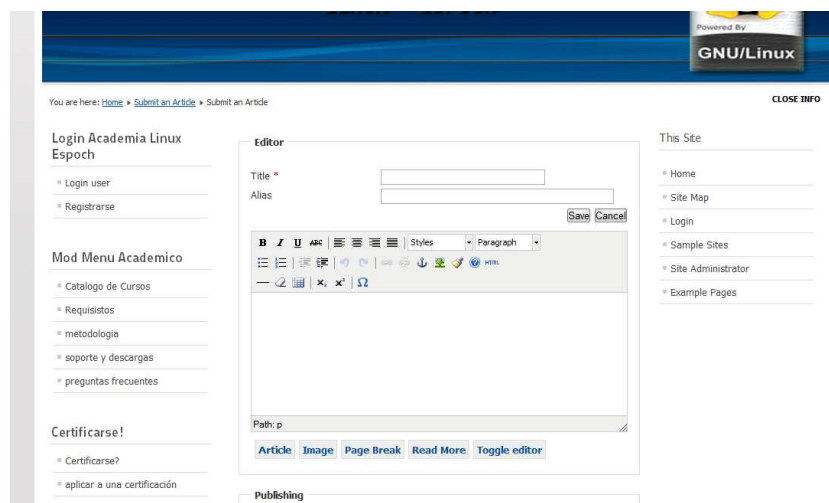 Powered By
GNU/Linux
You are here: Home Submit an Article Submit an Article
CLOSE INFO
Login Academia Linux
Espoch
Login user
Registrarse
Mod Menu Academico
Catalogo de Cursos
Requisistos
metodologia
soporte y descargas
preguntas frecuentes
Certificarse!
Certificarse?
aplicar a una certificación
Editor
Title *
Alias
Save Cancel
B I U ABC Styles Paragraph
HTML
x₂ x² Ω
Path: p
Article Image Page Break Read More Toggle editor
Publishing
This Site
Home
Site Map
Login
Sample Sites
Site Administrator
Example Pages